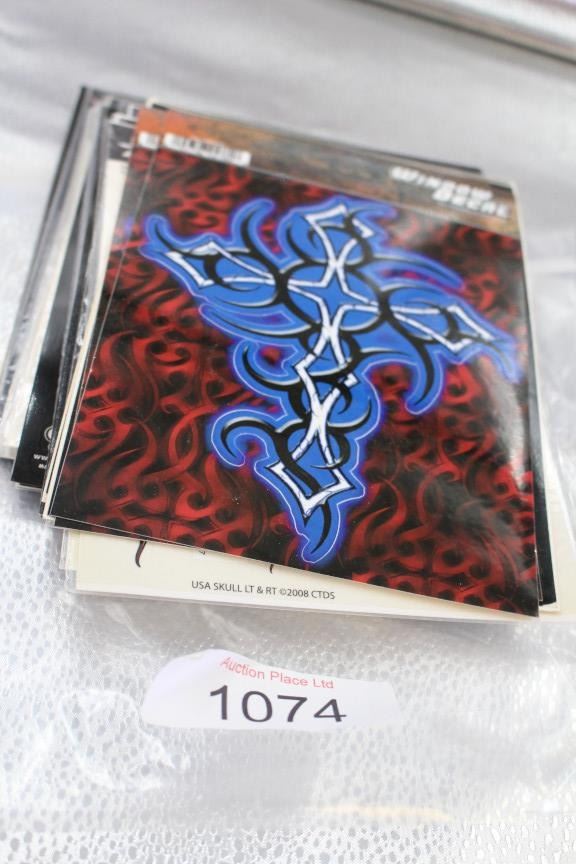 WINDOW
DECAL
USA SKULL LT & RT ©2008 CTDS
Auction Place Ltd
1074